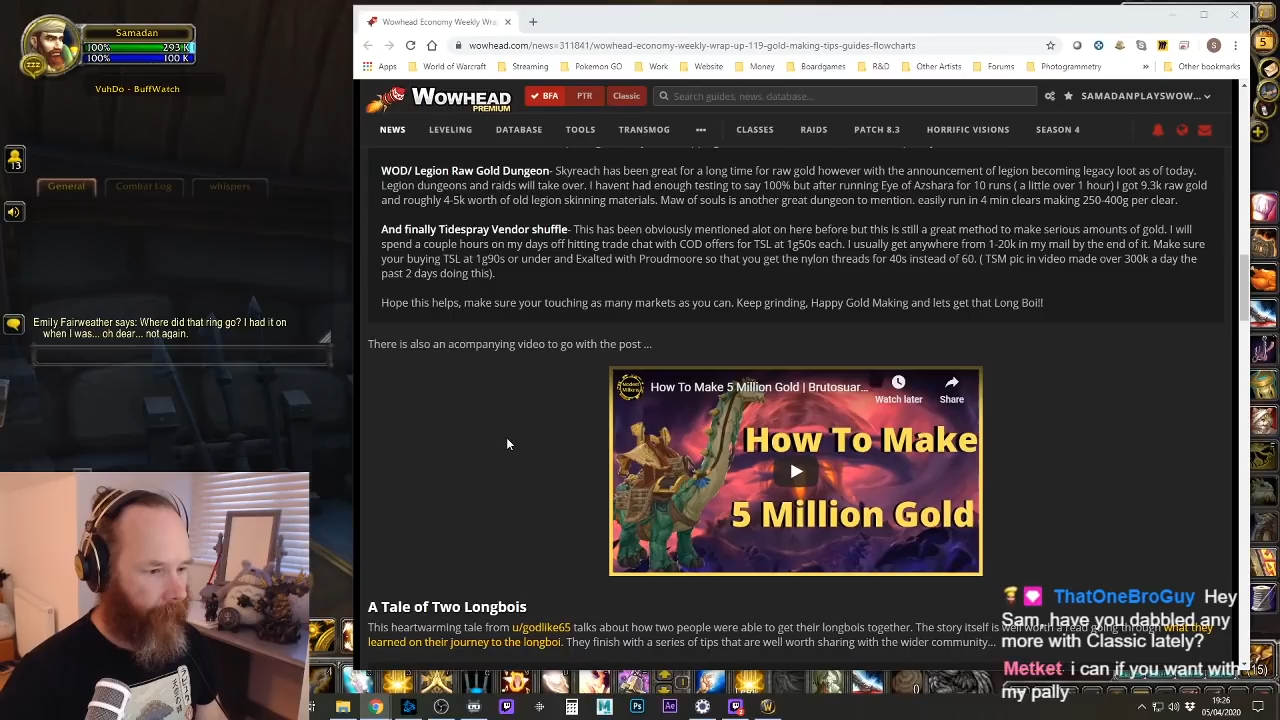 Samadan
100% 293 K
100% 100 K
VuhDo - BuffWatch
15
General Combat Log whispers
Emily Fairweather says: Where did that ring go? I had it on
when I was... oh dear... not again.
Wowhead Economy Weekly Wra
wowhead.com/news=311841/wowhead-economy-weekly-wrap-up-119-gold-making-tips-guides-flowcharts
S
Apps World of Warcraft Streaming Pokemon GO Work Website Money Boardgames R&D Other Artists Forums Photogrammetry » Other bookmarks
WOWHEAD PREMIUM BFA PTR Classic Search guides, news, database... SAMADANPLAYSWOW...
NEWS LEVELING DATABASE TOOLS TRANSMOG ••• CLASSES RAIDS PATCH 8.3 HORRIFIC VISIONS SEASON 4
WOD/ Legion Raw Gold Dungeon- Skyreach has been great for a long time for raw gold however with the announcement of legion becoming legacy loot as of today.
Legion dungeons and raids will take over. I havent had enough testing to say 100% but after running Eye of Azshara for 10 runs ( a little over 1 hour) I got 9.3k raw gold
and roughly 4-5k worth of old legion skinning materials. Maw of souls is another great dungeon to mention. easily run in 4 min clears making 250-400g per clear.
And finally Tidespray Vendor shuffle- This has been obviously mentioned alot on here before but this is still a great method to make serious amounts of gold. I will
spend a couple hours on my days off hitting trade chat with COD offers for TSL at 1g50s each. I usually get anywhere from 1-20k in my mail by the end of it. Make sure
your buying TSL at 1g90s or under and Exalted with Proudmoore so that you get the nylon threads for 40s instead of 60. ( TSM pic in video made over 300k a day the
past 2 days doing this).
Hope this helps, make sure your touching as many markets as you can. Keep grinding, Happy Gold Making and lets get that Long Boi!!
There is also an acompanying video to go with the post ...
How To Make 5 Million Gold | Brutosuar...
Watch later Share
How To Make
5 Million Gold
A Tale of Two Longbois
This heartwarming tale from u/godlike65 talks about how two people were able to get their longbois together. The story itself is well worth a read going through what they
learned on their journey to the longboi. They finish with a series of tips that are well worth sharing with the wider community...
ThatOneBroGuy Hey
Sam, have you dabbled any
more with Classic lately?
Metket i can if you want with
my pally
5
(15)
19:26
05/04/2020